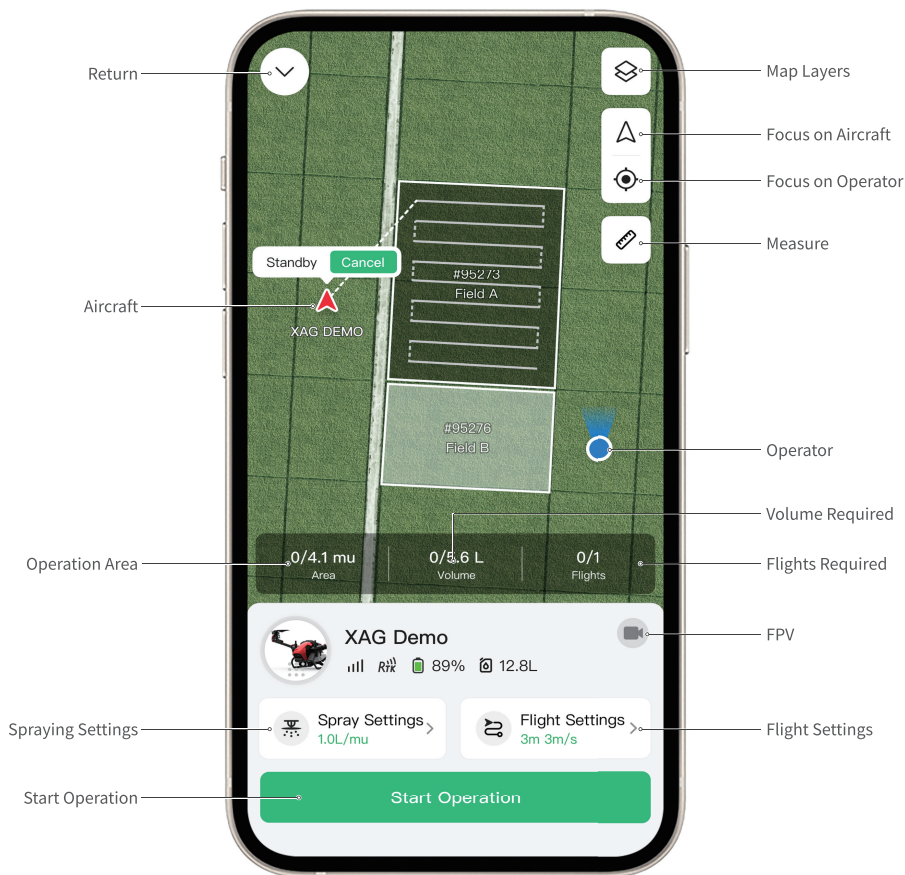 Return
Map Layers
Focus on Aircraft
Focus on Operator
Measure
Standby
Cancel
#95273
Field A
Aircraft
XAG DEMO
#95276
Field B
Operator
Volume Required
Operation Area
0/4.1 mu
Area
0/5.6 L
Volume
0/1
Flights
Flights Required
XAG Demo
FPV
RTK
89%
12.8L
Spraying Settings
Spray Settings
1.0L/mu
Flight Settings
3m 3m/s
Flight Settings
Start Operation
Start Operation